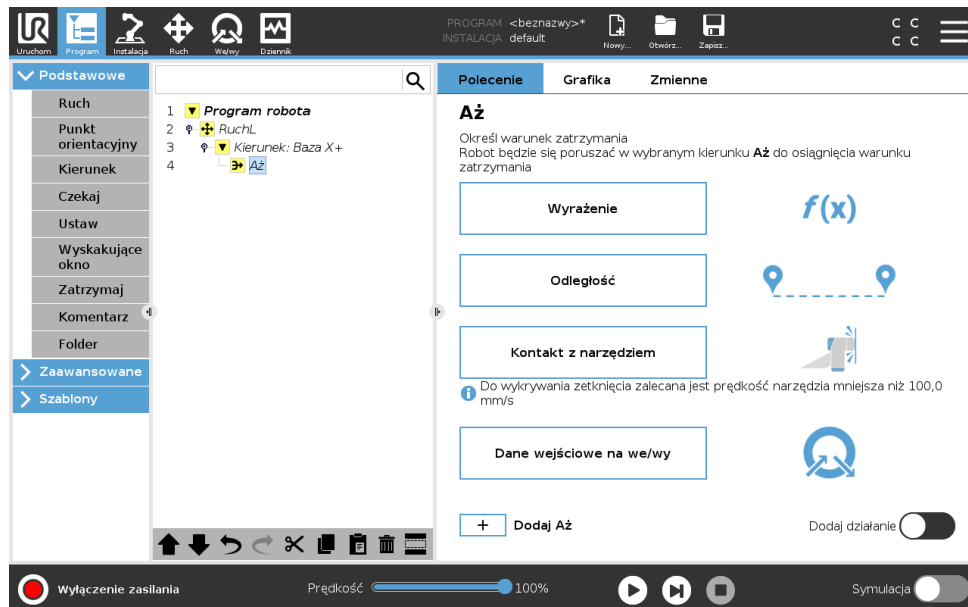 PROGRAM <beznazwy>*
INSTALACJA default
Uruchom Program Instalacja Ruch We/wy Dziennik Nowy... Otwórz... Zapisz...
C C
C C
Podstawowe
Ruch
Punkt
orientacyjny
Kierunek
Czekaj
Ustaw
Wyskakujące
okno
Zatrzymaj
Komentarz
Folder
Zaawansowane
Szablony
1 Program robota
2 RuchL
3 Kierunek: Baza X+
4 Aż
Polecenie Grafika Zmienne
Aż
Określ warunek zatrzymania
Robot będzie się poruszać w wybranym kierunku Aż do osiągnięcia warunku
zatrzymania
Wyrażenie f(x)
Odległość
Kontakt z narzędziem
Do wykrywania zetknięcia zalecana jest prędkość narzędzia mniejsza niż 100,0
mm/s
Dane wejściowe na we/wy
+ Dodaj Aż Dodaj działanie
Wyłączenie zasilania Prędkość 100% Symulacja